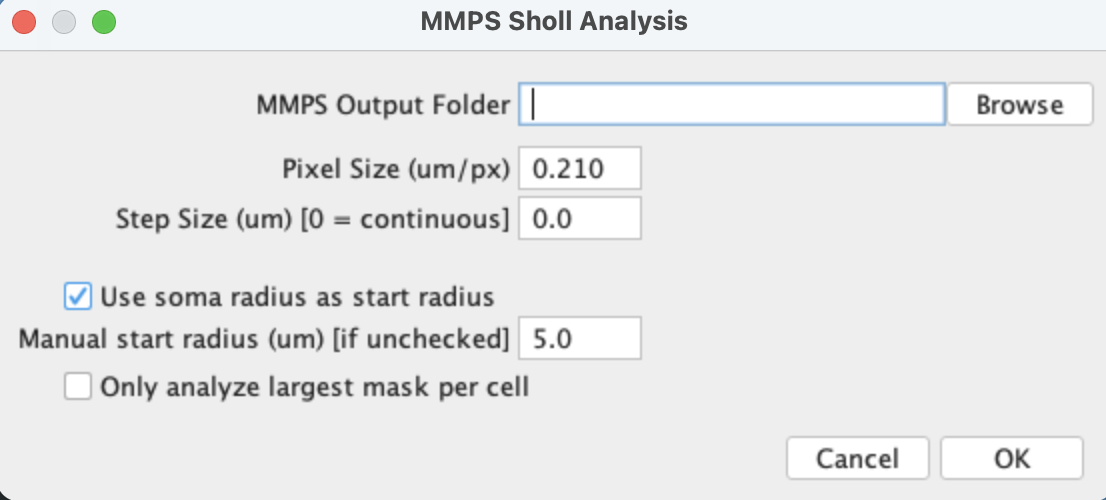 MMPS Sholl Analysis
MMPS Output Folder Browse
Pixel Size (um/px) 0.210
Step Size (um) [0 = continuous] 0.0
Use soma radius as start radius
Manual start radius (um) [if unchecked] 5.0
Only analyze largest mask per cell
Cancel OK